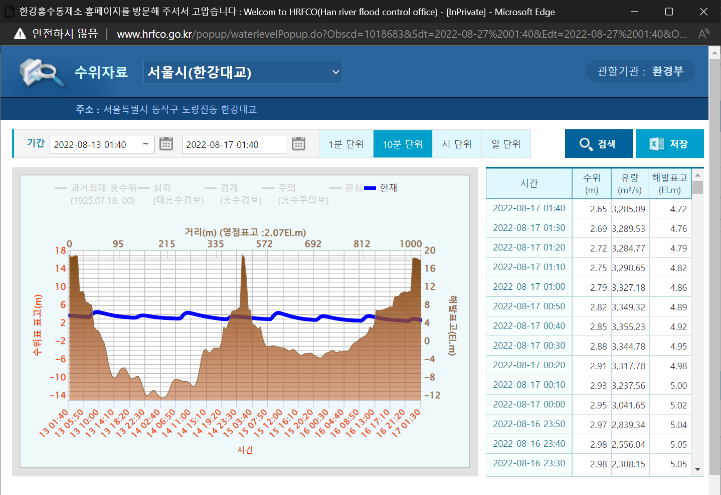 한강홍수통제소 홈페이지를 방문해 주셔서 고맙습니다 : Welcom to HRFCO(Han river flood control office) - [InPrivate] - Microsoft Edge
안전하지 않음 | www.hrfco.go.kr/popup/waterlevelPopup.do?Obscd=1018683&Sdt=2022-08-27%2001:40&Edt=2022-08-27%2001:40&O...
수위자료 서울시(한강대교) 관할기관 : 환경부
주소 : 서울특별시 동작구 노량진동 한강대교
기간 2022-08-13 01:40 ~ 2022-08-17 01:40 1분 단위 10분 단위 시 단위 일 단위 검색 저장
과거최대 홍수위 (1925.07.18, 00)
심각 (대홍수경보)
경계 (홍수경보)
주의 (홍수주의보)
관심
현재
거리(m) (영점표고 :2.07El.m)
0 95 215 335 443 572 692 812 1000
18 14 10 6 2 −2 −6 −10 −14
수위표 표고(m)
20 16 12 8 4 0 −4 −8 −12
해발표고(El.m)
13 01:40 13 05:50 13 10:00 13 14:10 13 18:20 13 22:30 14 02:40 14 06:50 14 11:00 14 15:10 14 19:20 14 23:30 15 03:40 15 07:50 15 12:00 15 16:10 15 20:20 16 00:30 16 04:40 16 08:50 16 13:00 16 17:10 16 21:20 17 01:30
시간
시간 수위 (m) 유량 (m³/s) 해발표고 (El.m)
2022-08-17 01:40 2.65 3,285.09 4.72
2022-08-17 01:30 2.69 3,289.53 4.76
2022-08-17 01:20 2.72 3,284.77 4.79
2022-08-17 01:10 2.75 3,290.65 4.82
2022-08-17 01:00 2.79 3,327.18 4.86
2022-08-17 00:50 2.82 3,349.32 4.89
2022-08-17 00:40 2.85 3,355.23 4.92
2022-08-17 00:30 2.88 3,344.78 4.95
2022-08-17 00:20 2.91 3,317.78 4.98
2022-08-17 00:10 2.93 3,237.56 5.00
2022-08-17 00:00 2.95 3,041.65 5.02
2022-08-16 23:50 2.97 2,839.34 5.04
2022-08-16 23:40 2.98 2,556.04 5.05
2022-08-16 23:30 2.98 2,308.15 5.05